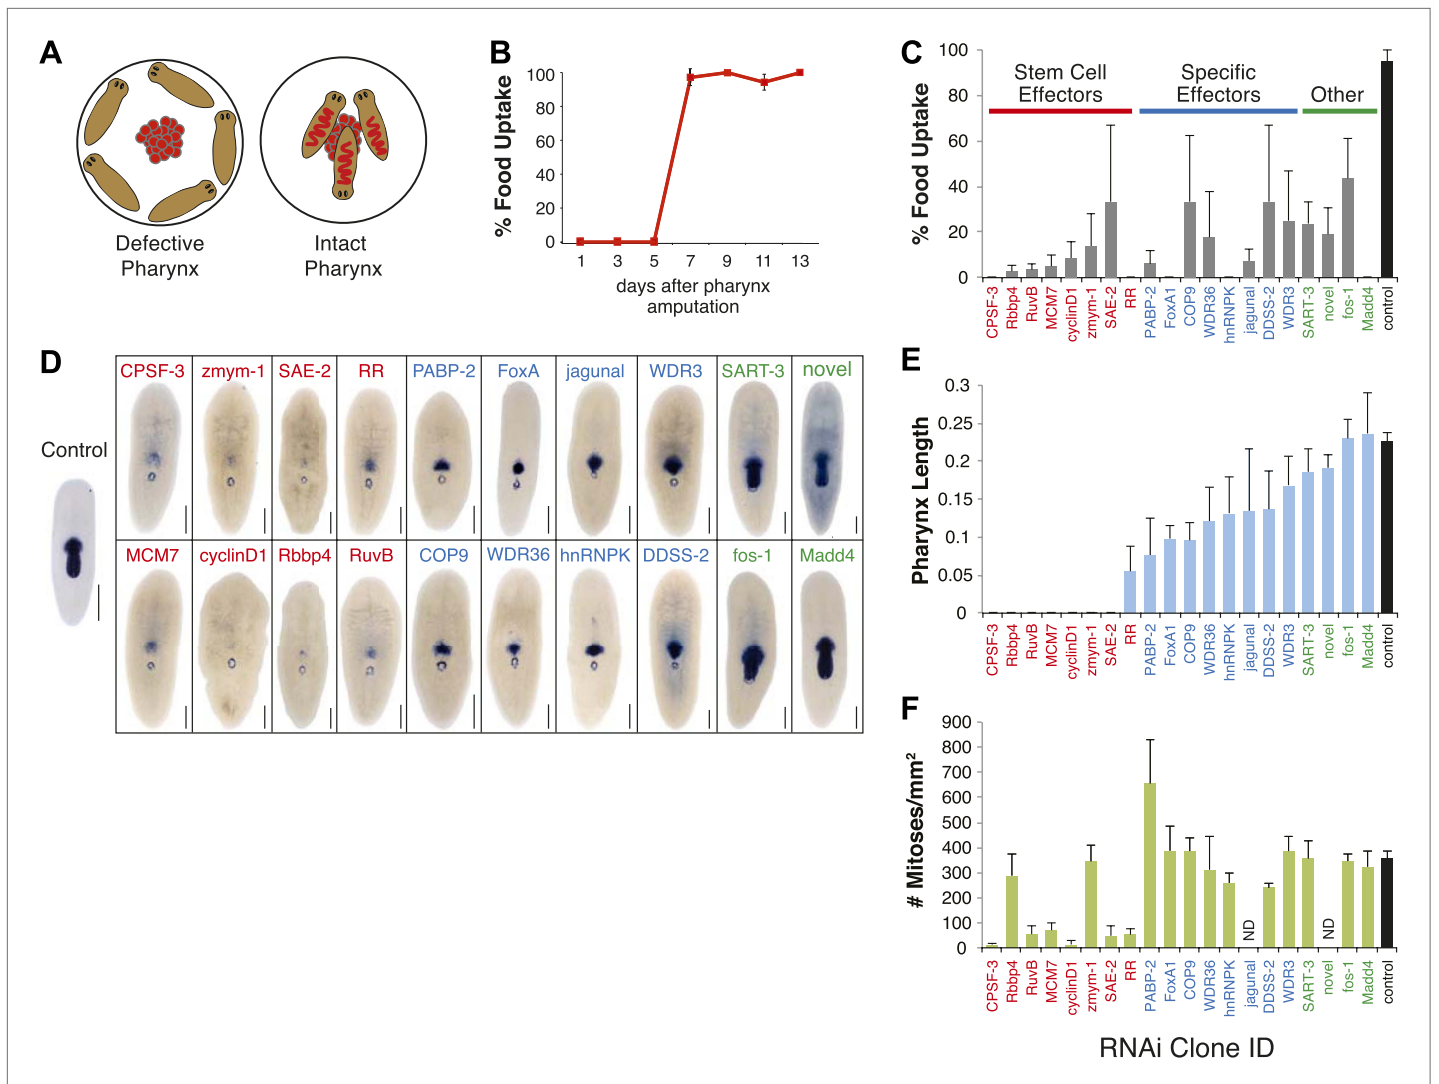 A
Defective
Pharynx
Intact
Pharynx
B
% Food Uptake
100
80
60
40
20
0
1 3 5 7 9 11 13
days after pharynx
amputation
C
% Food Uptake
100
80
60
40
20
0
Stem Cell
Effectors
Specific
Effectors
Other
CPSF-3
Rbbp4
RuvB
MCM7
cyclinD1
zmym-1
SAE-2
RR
PABP-2
FoxA1
COP9
WDR36
hnRNPK
jagunal
DDSS-2
WDR3
SART-3
novel
fos-1
Madd4
control
D
Control
CPSF-3 zmym-1 SAE-2 RR PABP-2 FoxA jagunal WDR3 SART-3 novel
MCM7 cyclinD1 Rbbp4 RuvB COP9 WDR36 hnRNPK DDSS-2 fos-1 Madd4
E
Pharynx Length
0.3
0.25
0.2
0.15
0.1
0.05
0
CPSF-3
Rbbp4
RuvB
MCM7
cyclinD1
zmym-1
SAE-2
RR
PABP-2
FoxA1
COP9
WDR36
hnRNPK
jagunal
DDSS-2
WDR3
SART-3
novel
fos-1
Madd4
control
F
# Mitoses/mm²
900
800
700
600
500
400
300
200
100
0
ND
ND
CPSF-3
Rbbp4
RuvB
MCM7
cyclinD1
zmym-1
SAE-2
RR
PABP-2
FoxA1
COP9
WDR36
hnRNPK
jagunal
DDSS-2
WDR3
SART-3
novel
fos-1
Madd4
control
RNAi Clone ID